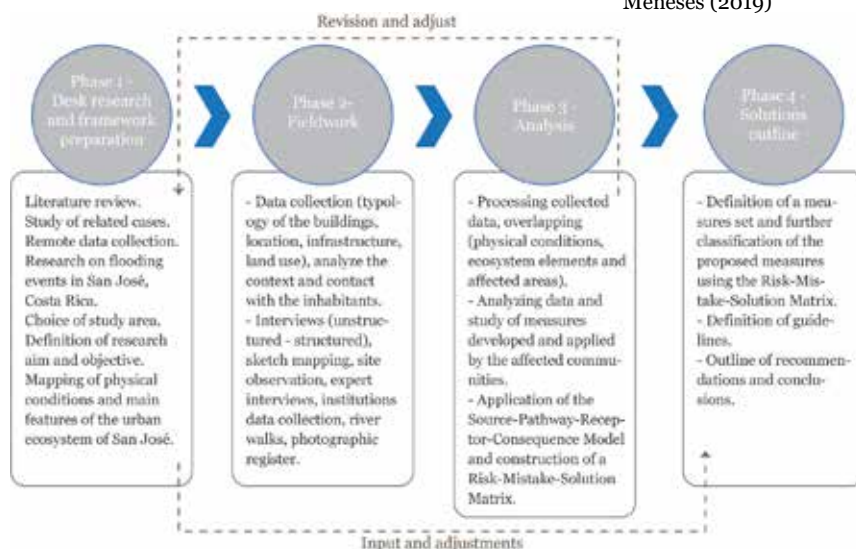 Meneses (2019)
Revision and adjust
Phase 1 -
Desk research
and framework
preparation
Phase 2-
Fieldwork
Phase 3 -
Analysis
Phase 4 -
Solutions
outline
Literature review.
Study of related cases.
Remote data collection.
Research on flooding
events in San José,
Costa Rica.
Choice of study area.
Definition of research
aim and objective.
Mapping of physical
conditions and main
features of the urban
ecosystem of San José.
- Data collection (typol-
ogy of the buildings,
location, infrastructure,
land use), analyze the
context and contact
with the inhabitants.
- Interviews (unstruc-
tured - structured),
sketch mapping, site
observation, expert
interviews, institutions
data collection, river
walks, photographic
register.
- Processing collected
data, overlapping
(physical conditions,
ecosystem elements and
affected areas).
- Analyzing data and
study of measures
developed and applied
by the affected commu-
nities.
- Application of the
Source-Pathway-Recep-
tor-Consequence Model
and construction of a
Risk-Mistake-Solution
Matrix.
- Definition of a mea-
sures set and further
classification of the
proposed measures
using the Risk-Mis-
take-Solution Matrix.
- Definition of guide-
lines.
- Outline of recommen-
dations and conclu-
sions.
Input and adjustments